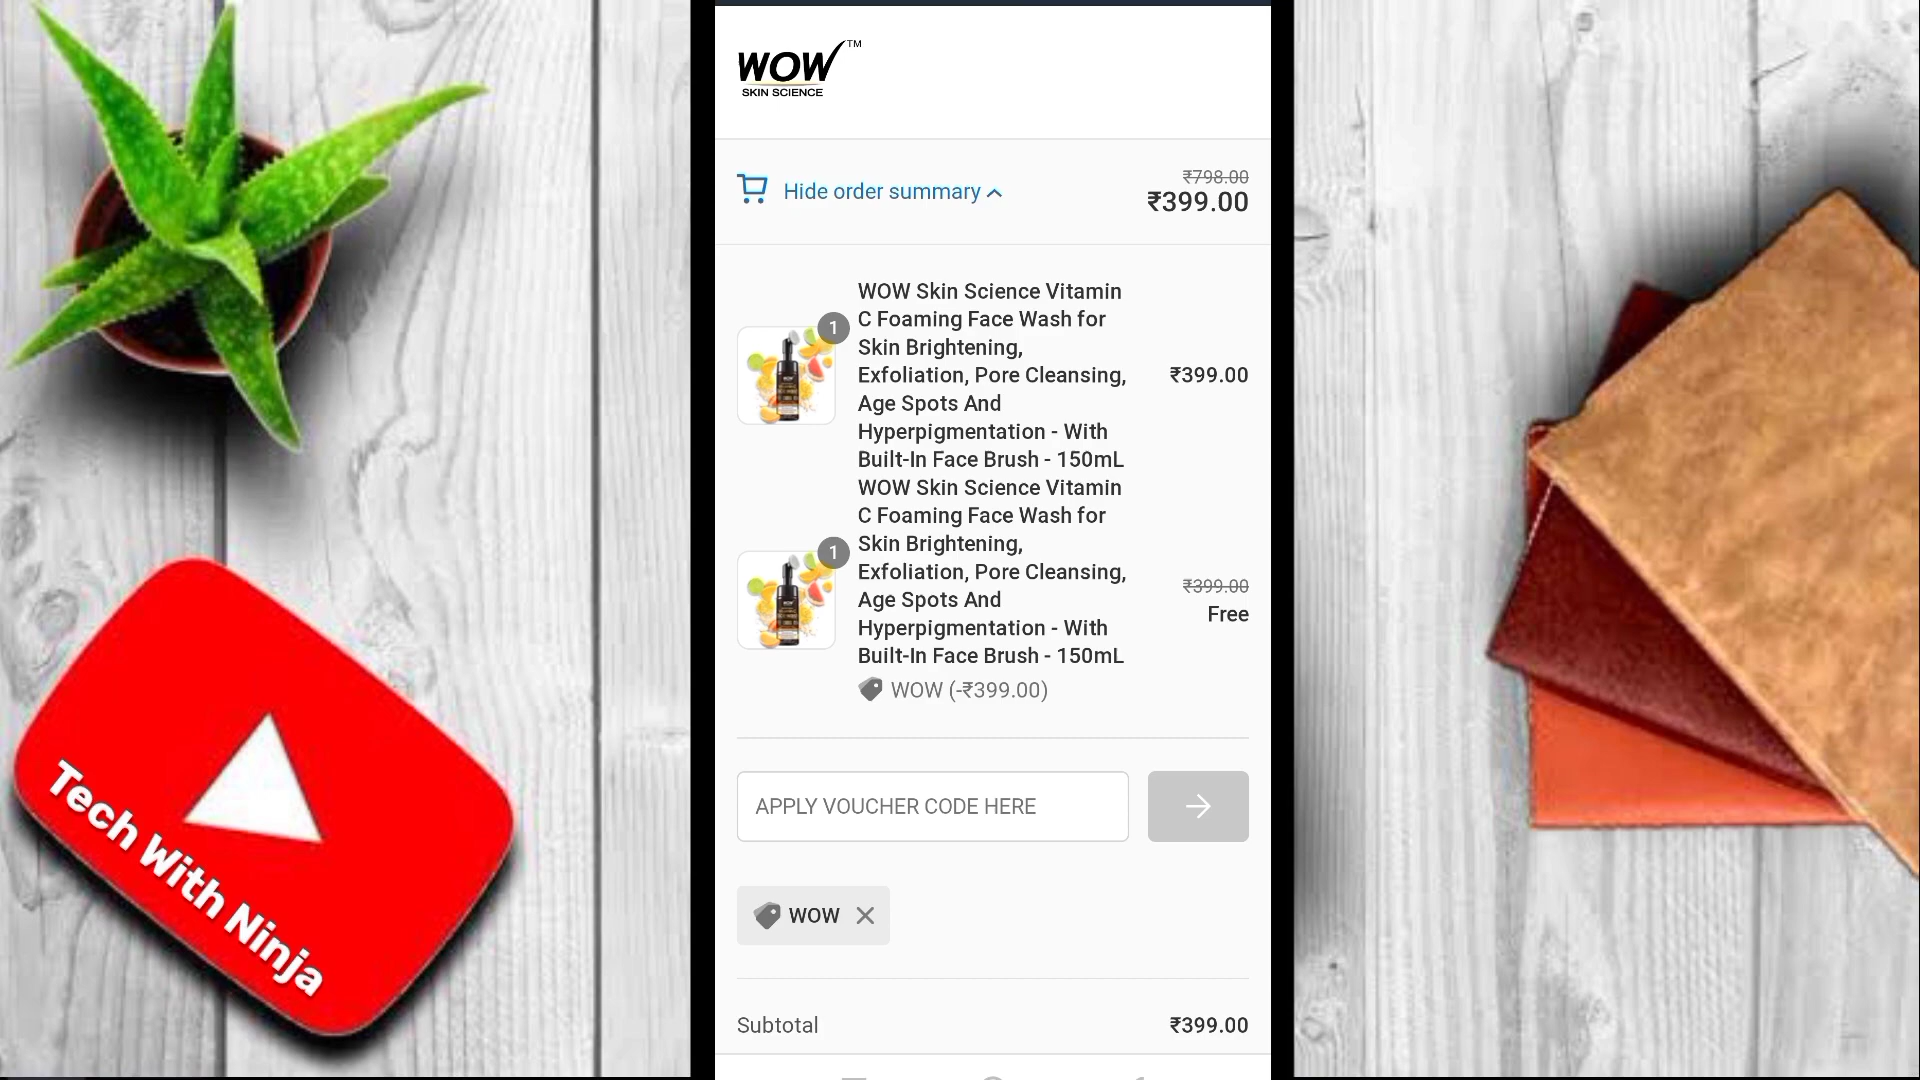 WOW™
SKIN SCIENCE
Hide order summary
₹798.00
₹399.00
WOW Skin Science Vitamin
C Foaming Face Wash for
Skin Brightening,
Exfoliation, Pore Cleansing,
Age Spots And
Hyperpigmentation - With
Built-In Face Brush - 150mL
1
₹399.00
WOW Skin Science Vitamin
C Foaming Face Wash for
Skin Brightening,
Exfoliation, Pore Cleansing,
Age Spots And
Hyperpigmentation - With
Built-In Face Brush - 150mL
1
₹399.00
Free
WOW (-₹399.00)
APPLY VOUCHER CODE HERE
WOW
Subtotal
₹399.00
Tech With Ninja